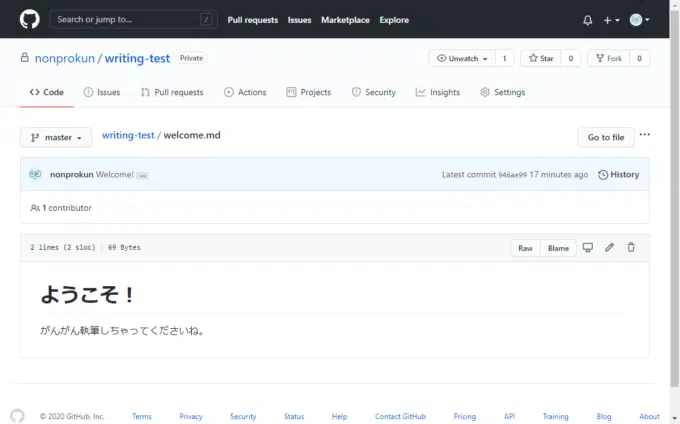 Search or jump to... /
Pull requests Issues Marketplace Explore
nonprokun / writing-test Private
Unwatch 1 Star 0 Fork 0
Code Issues Pull requests Actions Projects Security Insights Settings
master writing-test / welcome.md Go to file ...
nonprokun Welcome! ... Latest commit 946ae99 17 minutes ago History
1 contributor
2 lines (2 sloc) | 69 Bytes Raw Blame
ようこそ！
がんがん執筆しちゃってくださいね。
© 2020 GitHub, Inc. Terms Privacy Security Status Help Contact GitHub Pricing API Training Blog About